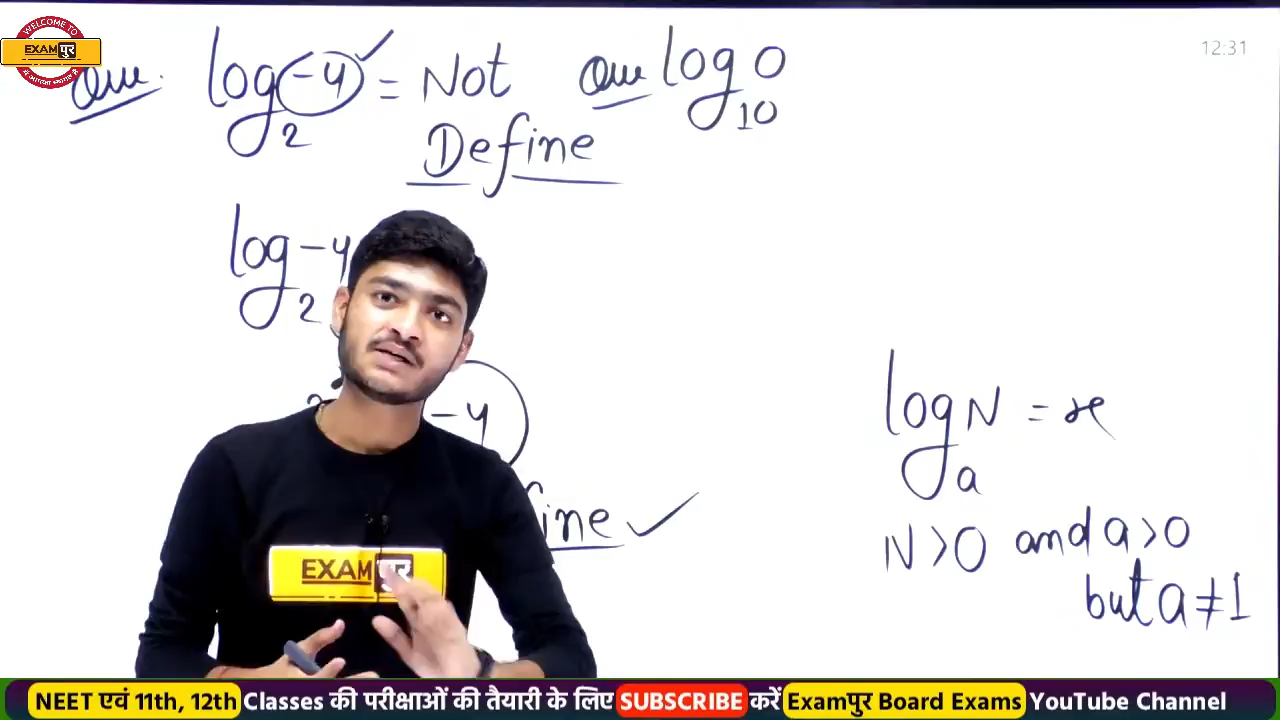 WELCOME TO
EXAMपुर
12:31
Que. log₂ -4 = Not Define
Que log₁₀ 0
log₂ -4
-4
fine ✓
logₐ N = x
N>0 and a>0
but a≠1
EXAMपुर
NEET एवं 11th, 12th Classes की परीक्षाओं की तैयारी के लिए SUBSCRIBE करें Examपुर Board Exams YouTube Channel